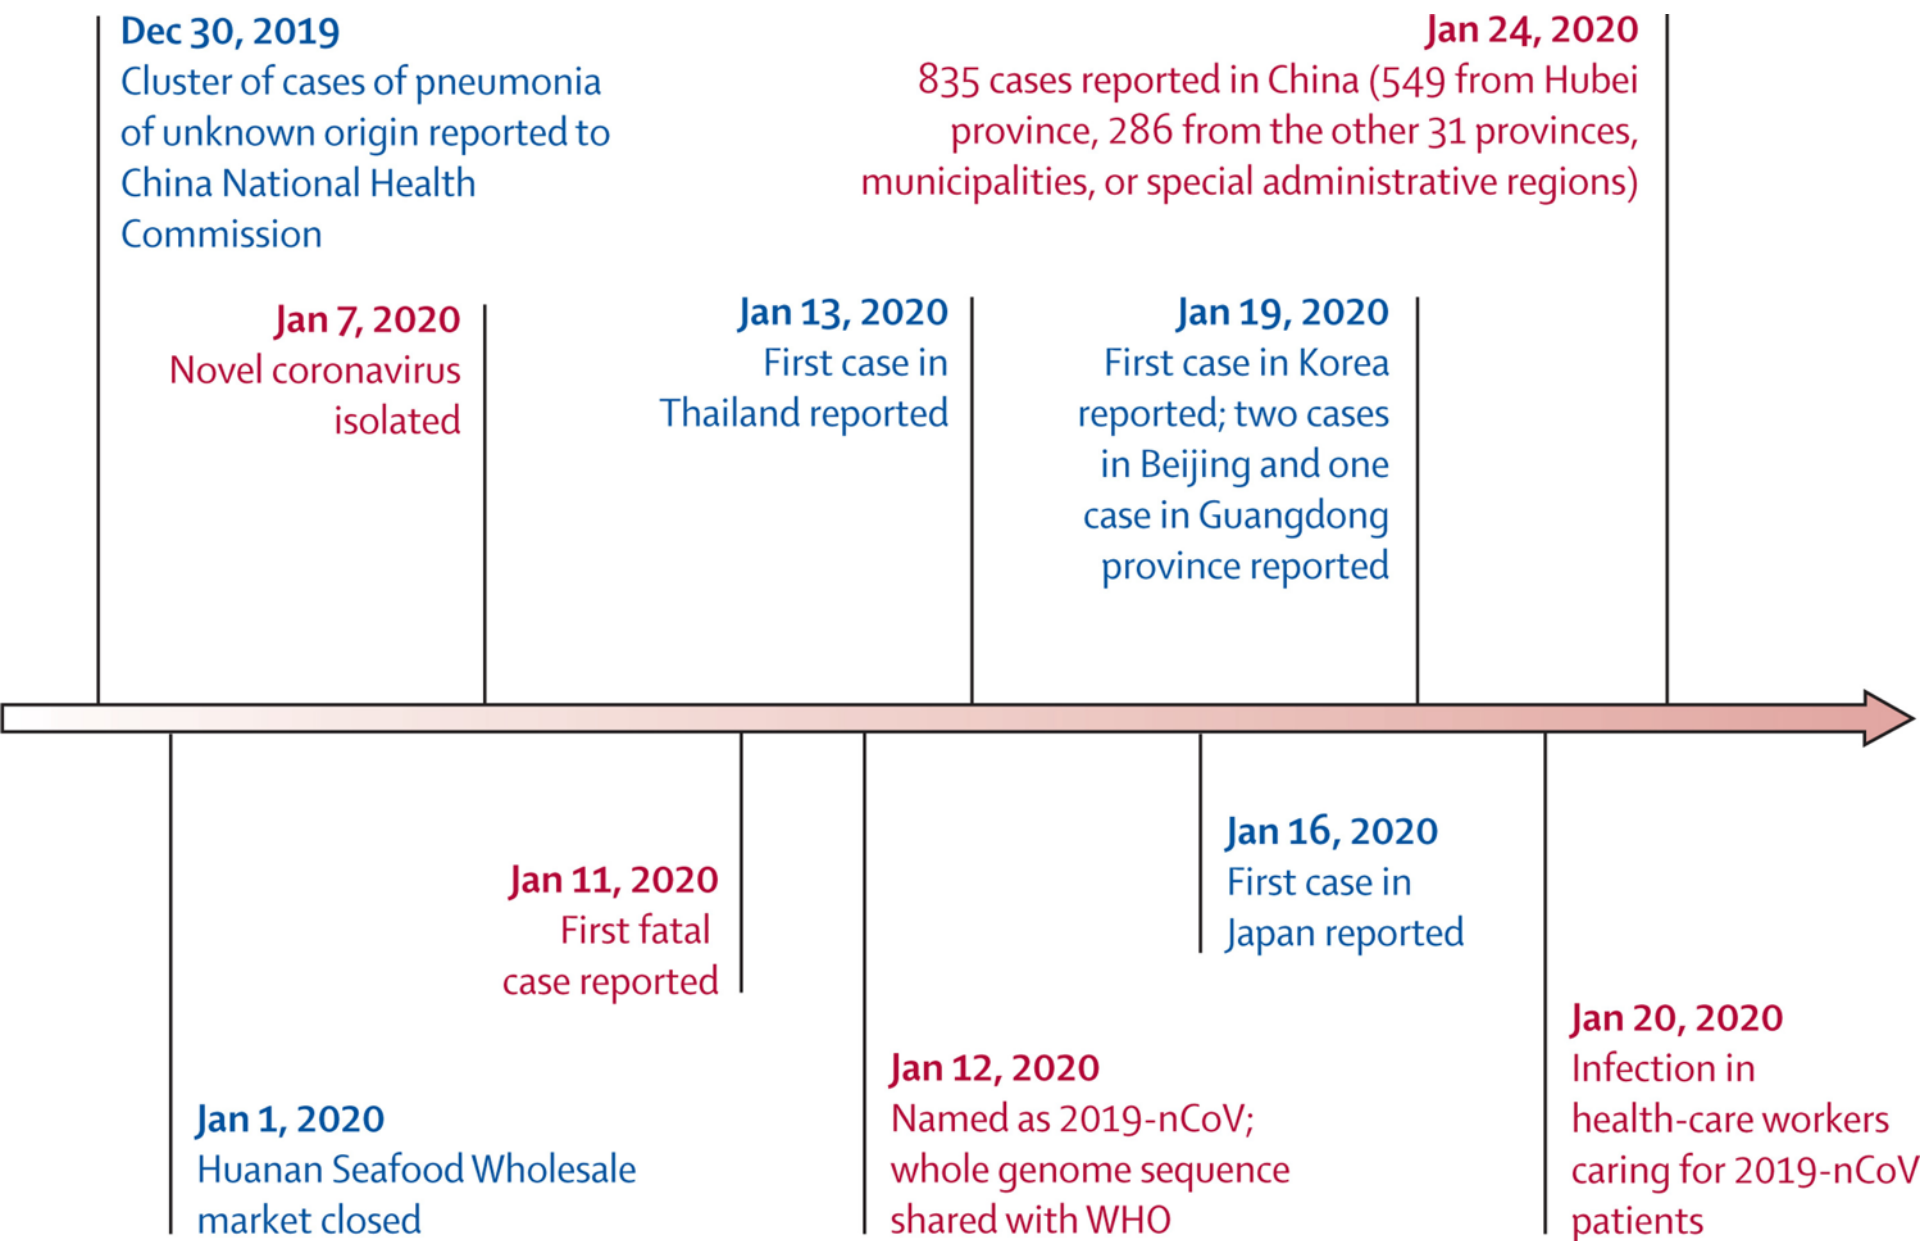 Dec 30, 2019
Cluster of cases of pneumonia
of unknown origin reported to
China National Health
Commission
Jan 24, 2020
835 cases reported in China (549 from Hubei
province, 286 from the other 31 provinces,
municipalities, or special administrative regions)
Jan 7, 2020
Novel coronavirus
isolated
Jan 13, 2020
First case in
Thailand reported
Jan 19, 2020
First case in Korea
reported; two cases
in Beijing and one
case in Guangdong
province reported
Jan 1, 2020
Huanan Seafood Wholesale
market closed
Jan 11, 2020
First fatal
case reported
Jan 12, 2020
Named as 2019-nCoV;
whole genome sequence
shared with WHO
Jan 16, 2020
First case in
Japan reported
Jan 20, 2020
Infection in
health-care workers
caring for 2019-nCoV
patients